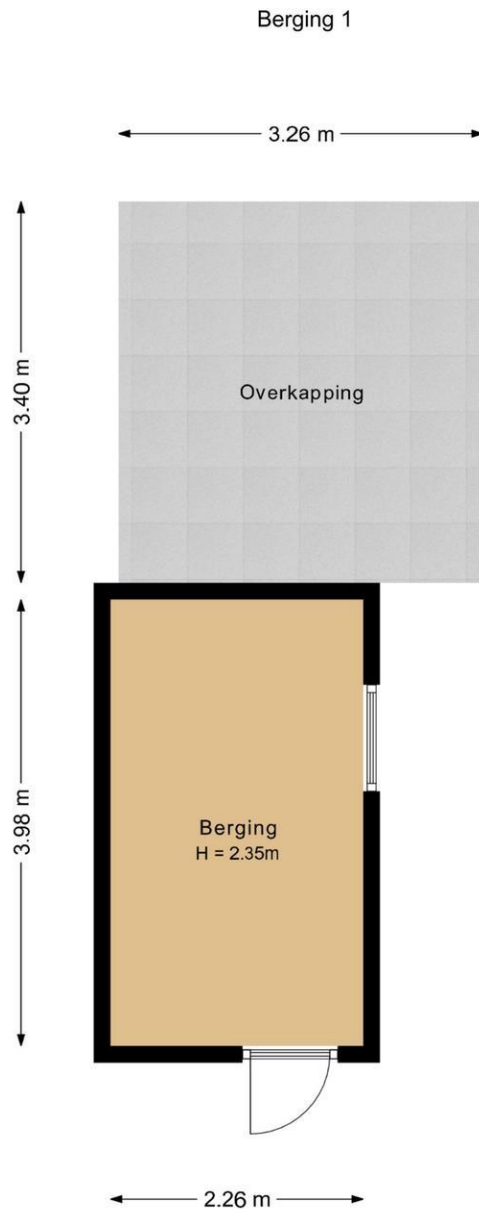 Berging 1
3.26 m
3.40 m
Overkapping
3.98 m
Berging
H = 2.35m
2.26 m